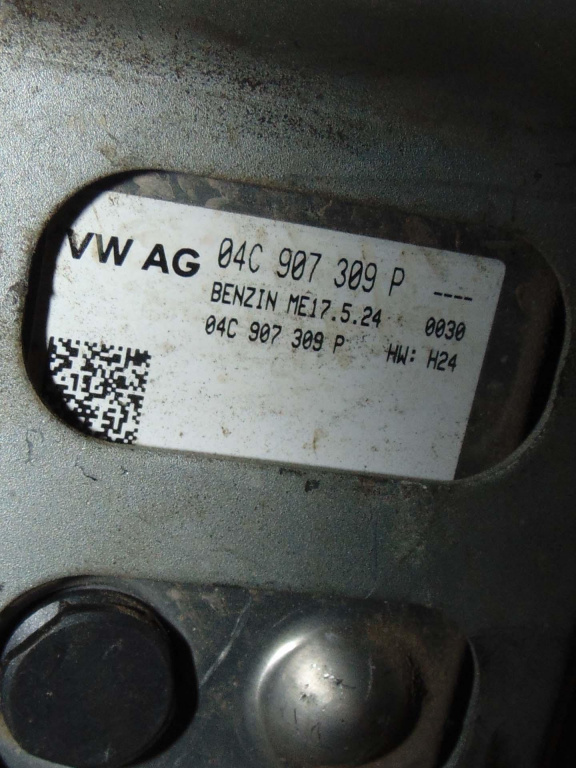 VW AG 04C 907 309 P ----
BENZIN ME17.5.24 0030
04C 907 309 P HW: H24